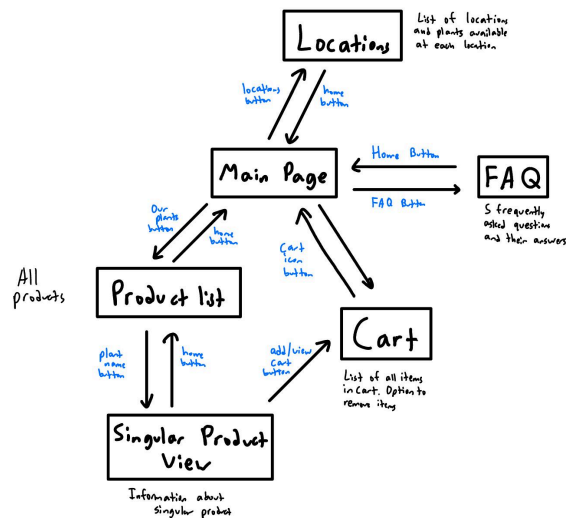 Locations
List of locations
and plants available
at each location
locations
button
home
button
Main Page
Home Button
FAQ Button
FAQ
5 frequently
asked questions
and their answers
Our
plants
button
home
button
Cart
icon
button
All
products
Product list
Cart
List of all items
in cart. Option to
remove items
plant
name
button
home
button
add/view
cart
button
Singular Product
View
Information about
singular product